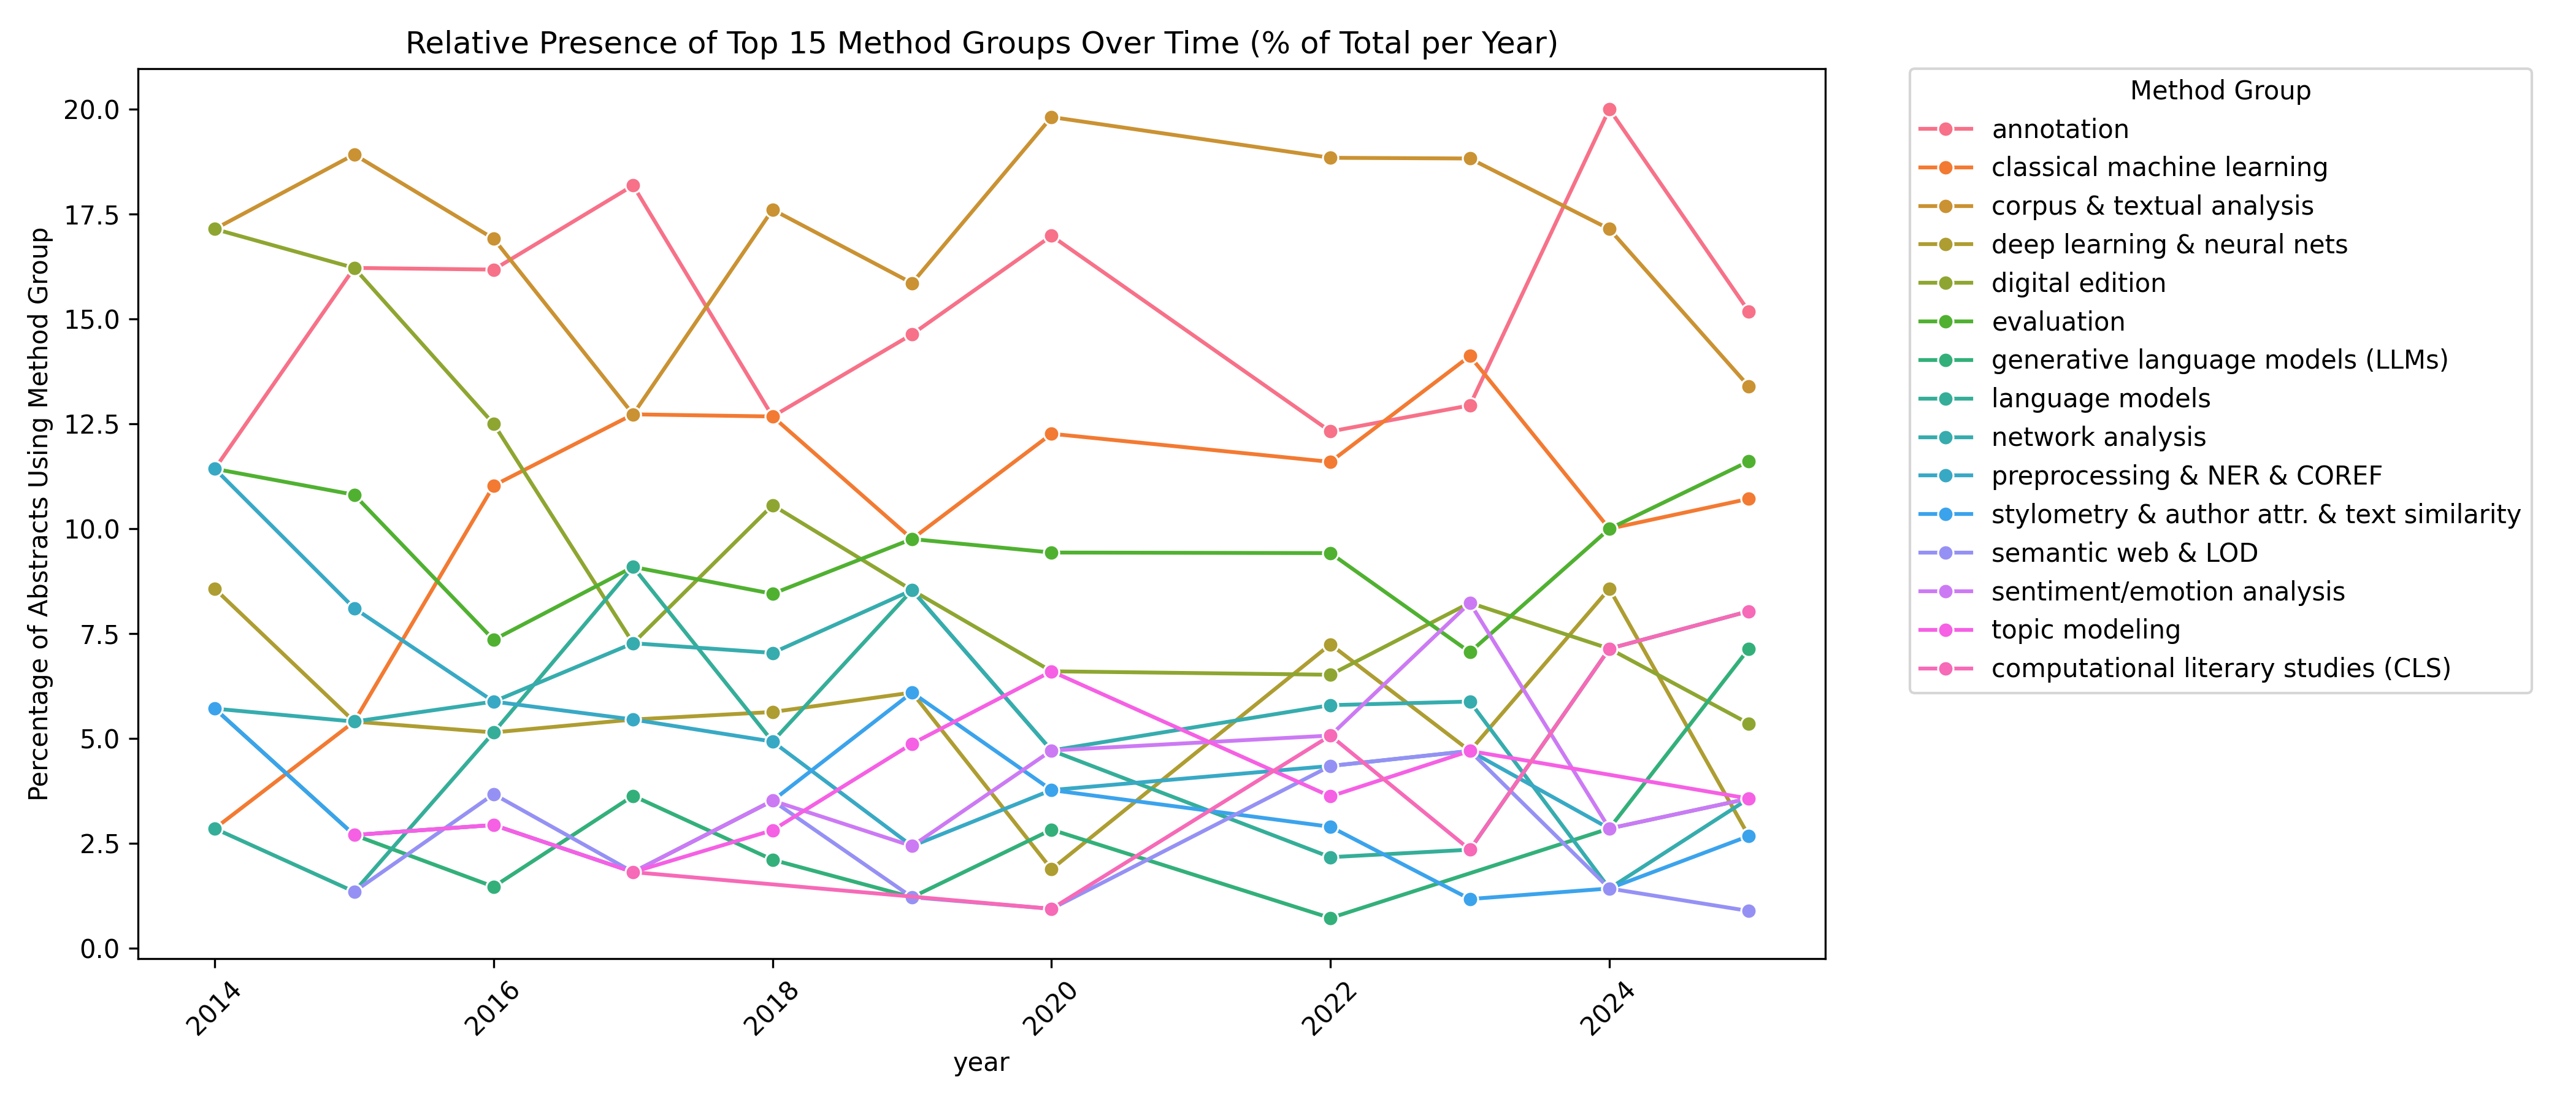 Relative Presence of Top 15 Method Groups Over Time (% of Total per Year)
Percentage of Abstracts Using Method Group
20.0
17.5
15.0
12.5
10.0
7.5
5.0
2.5
0.0
2014
2016
2018
2020
2022
2024
year
Method Group
annotation
classical machine learning
corpus & textual analysis
deep learning & neural nets
digital edition
evaluation
generative language models (LLMs)
language models
network analysis
preprocessing & NER & COREF
stylometry & author attr. & text similarity
semantic web & LOD
sentiment/emotion analysis
topic modeling
computational literary studies (CLS)